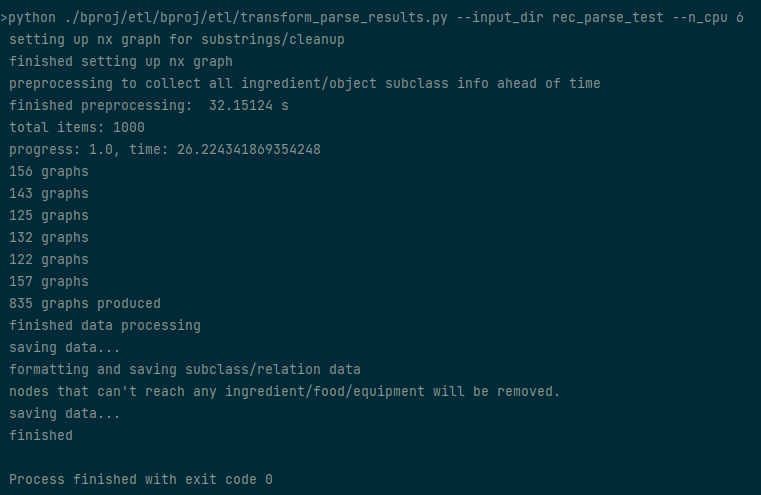 >python ./bproj/etl/bproj/etl/transform_parse_results.py --input_dir rec_parse_test --n_cpu 6
setting up nx graph for substrings/cleanup
finished setting up nx graph
preprocessing to collect all ingredient/object subclass info ahead of time
finished preprocessing:  32.15124 s
total items: 1000
progress: 1.0, time: 26.224341869354248
156 graphs
143 graphs
125 graphs
132 graphs
122 graphs
157 graphs
835 graphs produced
finished data processing
saving data...
formatting and saving subclass/relation data
nodes that can't reach any ingredient/food/equipment will be removed.
saving data...
finished
Process finished with exit code 0